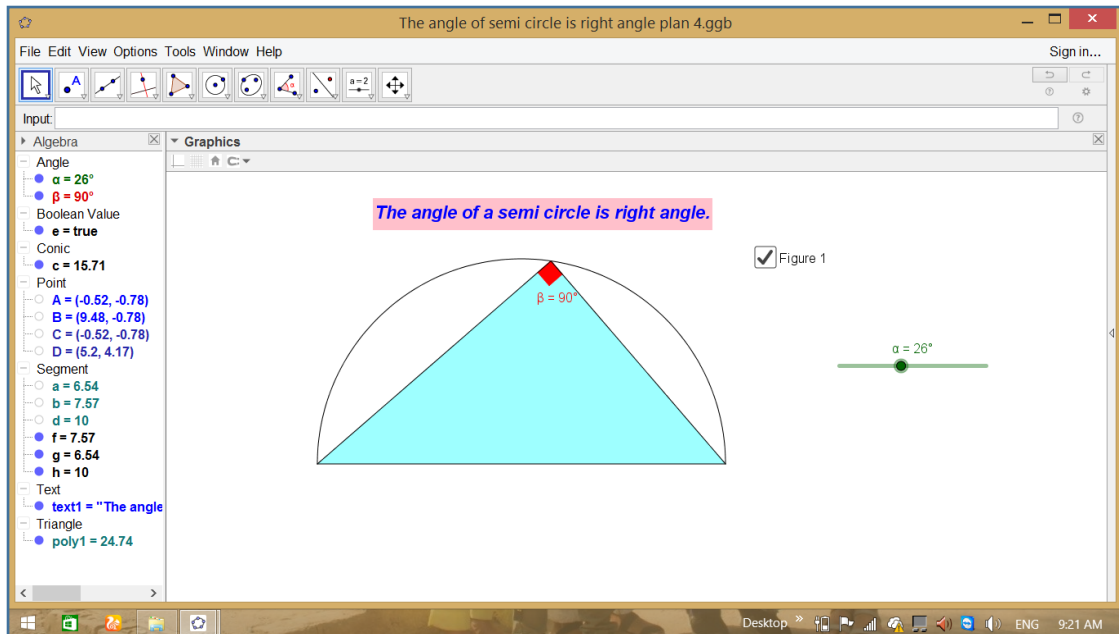 The angle of semi circle is right angle plan 4.ggb
File Edit View Options Tools Window Help Sign in...
A
a=2
Input:
Algebra
Graphics
Angle
α = 26°
β = 90°
Boolean Value
e = true
Conic
c = 15.71
Point
A = (-0.52, -0.78)
B = (9.48, -0.78)
C = (-0.52, -0.78)
D = (5.2, 4.17)
Segment
a = 6.54
b = 7.57
d = 10
f = 7.57
g = 6.54
h = 10
Text
text1 = "The angle
Triangle
poly1 = 24.74
The angle of a semi circle is right angle.
Figure 1
β = 90°
α = 26°
Desktop » ENG 9:21 AM